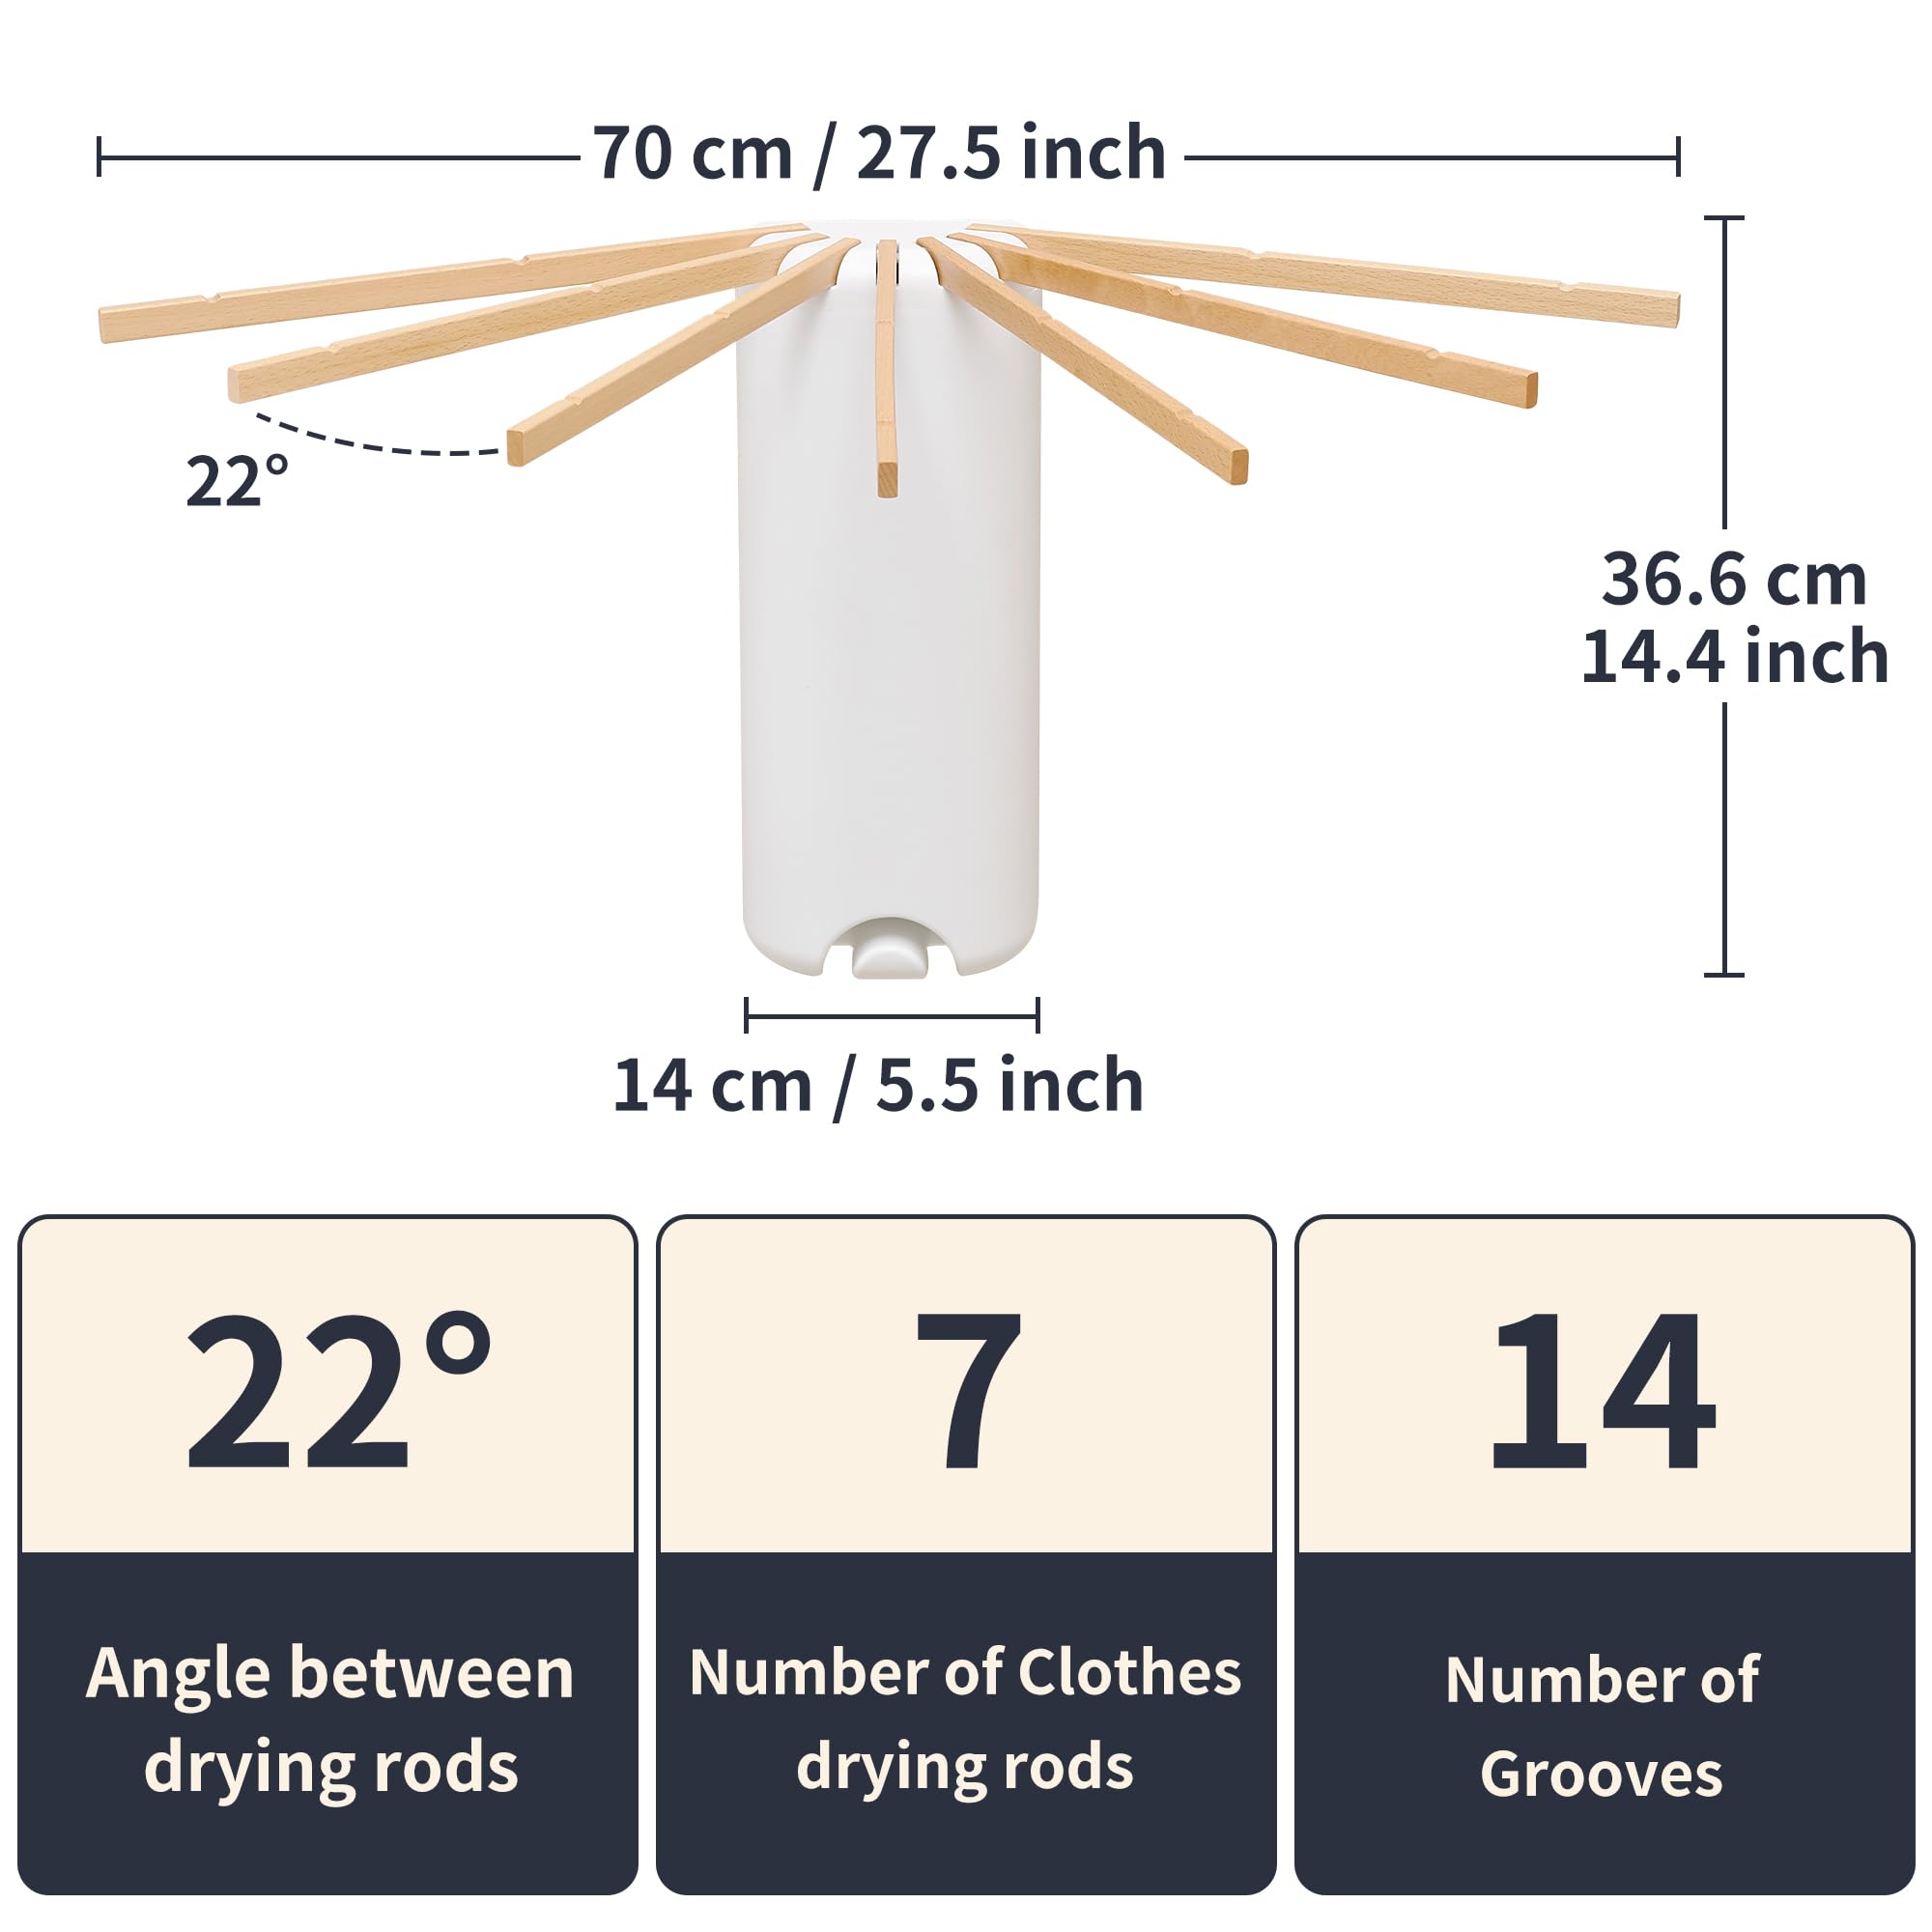 70 cm / 27.5 inch
22°
36.6 cm
14.4 inch
14 cm / 5.5 inch
22°
Angle between
drying rods
7
Number of Clothes
drying rods
14
Number of
Grooves